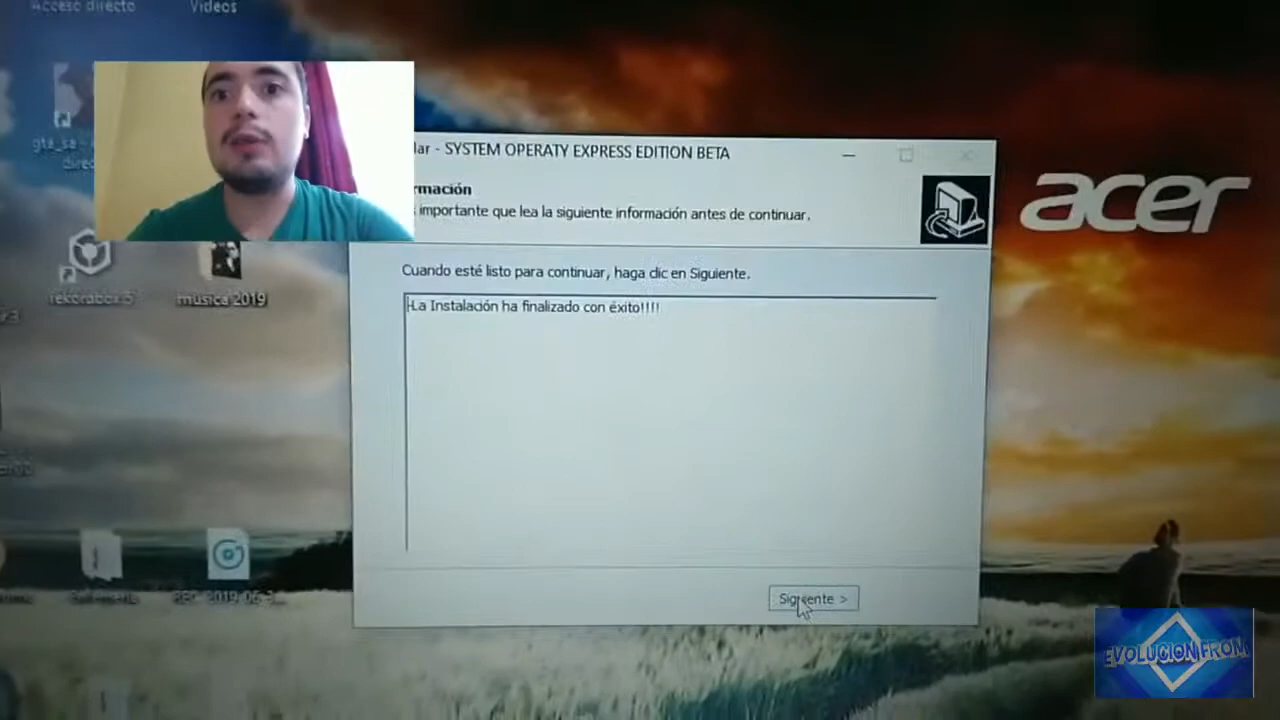 Acceso directo
Videos
gta_sa -
direc
lar - SYSTEM OPERATY EXPRESS EDITION BETA
rmación
importante que lea la siguiente información antes de continuar.
acer
rekordbox 5
musica 2019
Cuando esté listo para continuar, haga clic en Siguiente.
La Instalación ha finalizado con éxito!!!!
Siguiente >
EVOLUCION FROM